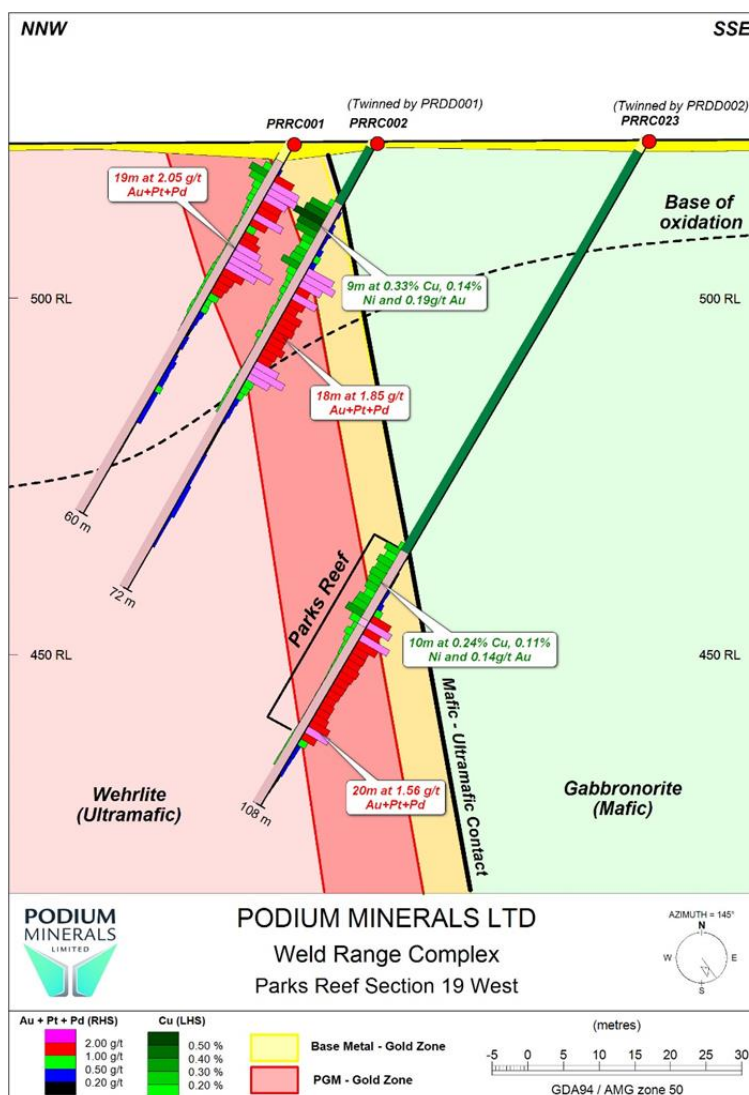 NNW
SSE
(Twinned by PRDD001)
(Twinned by PRDD002)
PRRC001
PRRC002
PRRC023
19m at 2.05 g/t
Au+Pt+Pd
Base of
oxidation
9m at 0.33% Cu, 0.14%
Ni and 0.19g/t Au
500 RL
500 RL
18m at 1.85 g/t
Au+Pt+Pd
60 m
72 m
Parks Reef
10m at 0.24% Cu, 0.11%
Ni and 0.14g/t Au
450 RL
450 RL
Mafic - Ultramafic Contact
20m at 1.56 g/t
Au+Pt+Pd
108 m
Wehrlite
(Ultramafic)
Gabbronorite
(Mafic)
PODIUM
MINERALS
LIMITED
PODIUM MINERALS LTD
Weld Range Complex
Parks Reef Section 19 West
AZIMUTH = 145°
N
W
E
S
Au + Pt + Pd (RHS)
2.00 g/t
1.00 g/t
0.50 g/t
0.20 g/t
Cu (LHS)
0.50 %
0.40 %
0.30 %
0.20 %
Base Metal - Gold Zone
PGM - Gold Zone
(metres)
-5 0 5 10 15 20 25 30
GDA94 / AMG zone 50